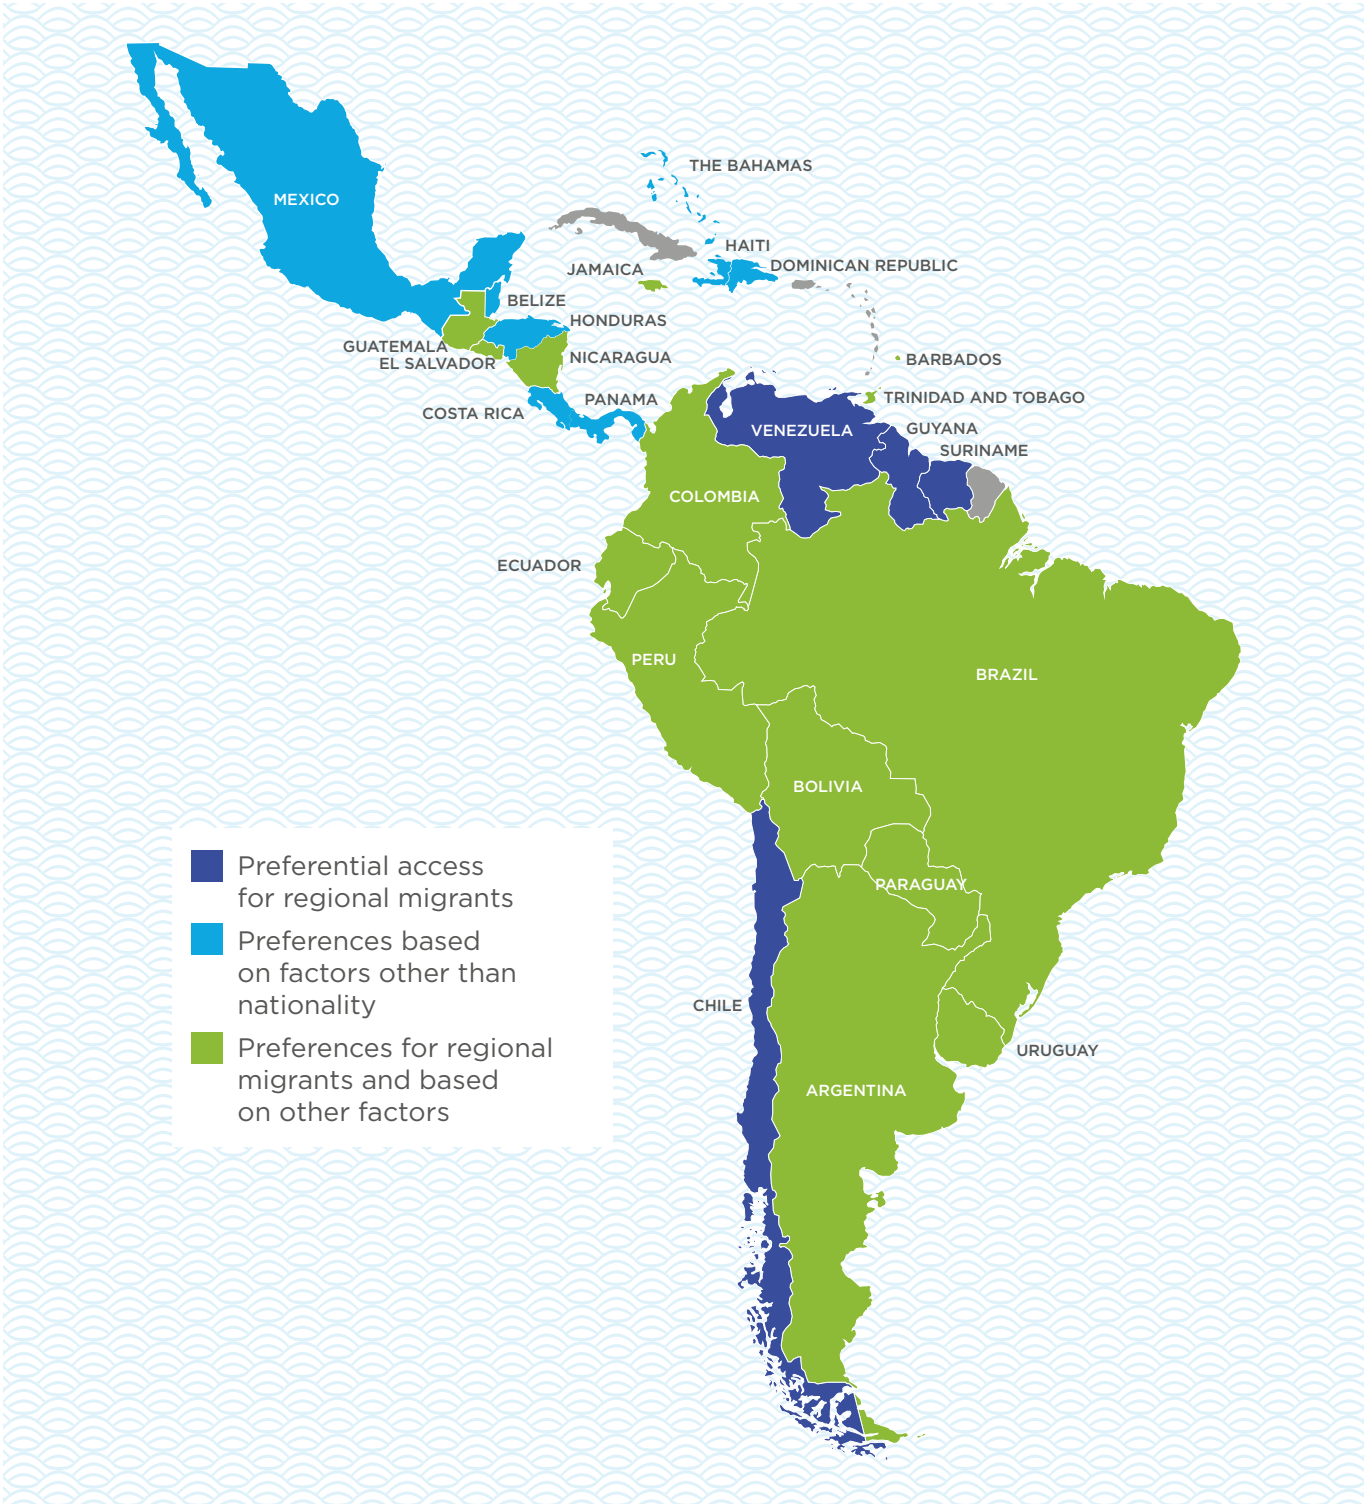 THE BAHAMAS
MEXICO
HAITI
DOMINICAN REPUBLIC
JAMAICA
BELIZE
HONDURAS
GUATEMALA
EL SALVADOR
NICARAGUA
BARBADOS
PANAMA
TRINIDAD AND TOBAGO
COSTA RICA
VENEZUELA
GUYANA
SURINAME
COLOMBIA
ECUADOR
PERU
BRAZIL
BOLIVIA
PARAGUAY
CHILE
URUGUAY
ARGENTINA
Preferential access
for regional migrants
Preferences based
on factors other than
nationality
Preferences for regional
migrants and based
on other factors